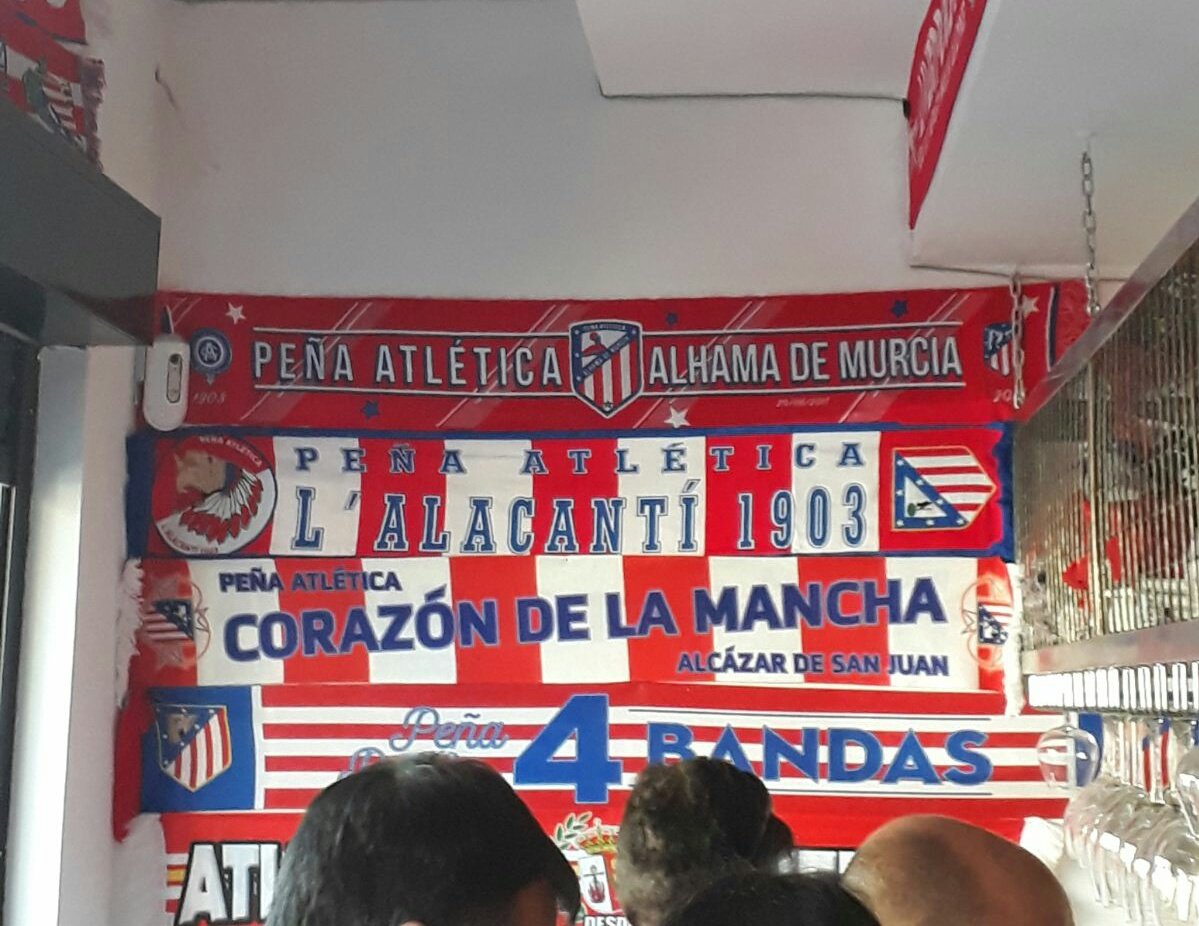 PEÑA ATLÉTICA ALHAMA DE MURCIA
1903
PEÑA ATLÉTICA
L'ALACANTÍ 1903
PEÑA ATLÉTICA
CORAZÓN DE LA MANCHA
ALCÁZAR DE SAN JUAN
Peña
4 BANDAS